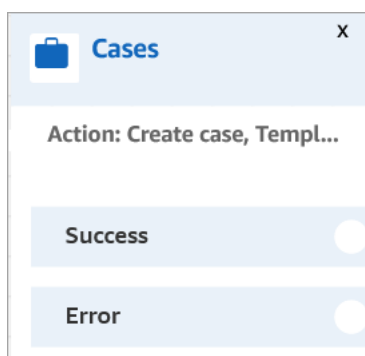 Cases
x
Action: Create case, Templ...
Success
Error